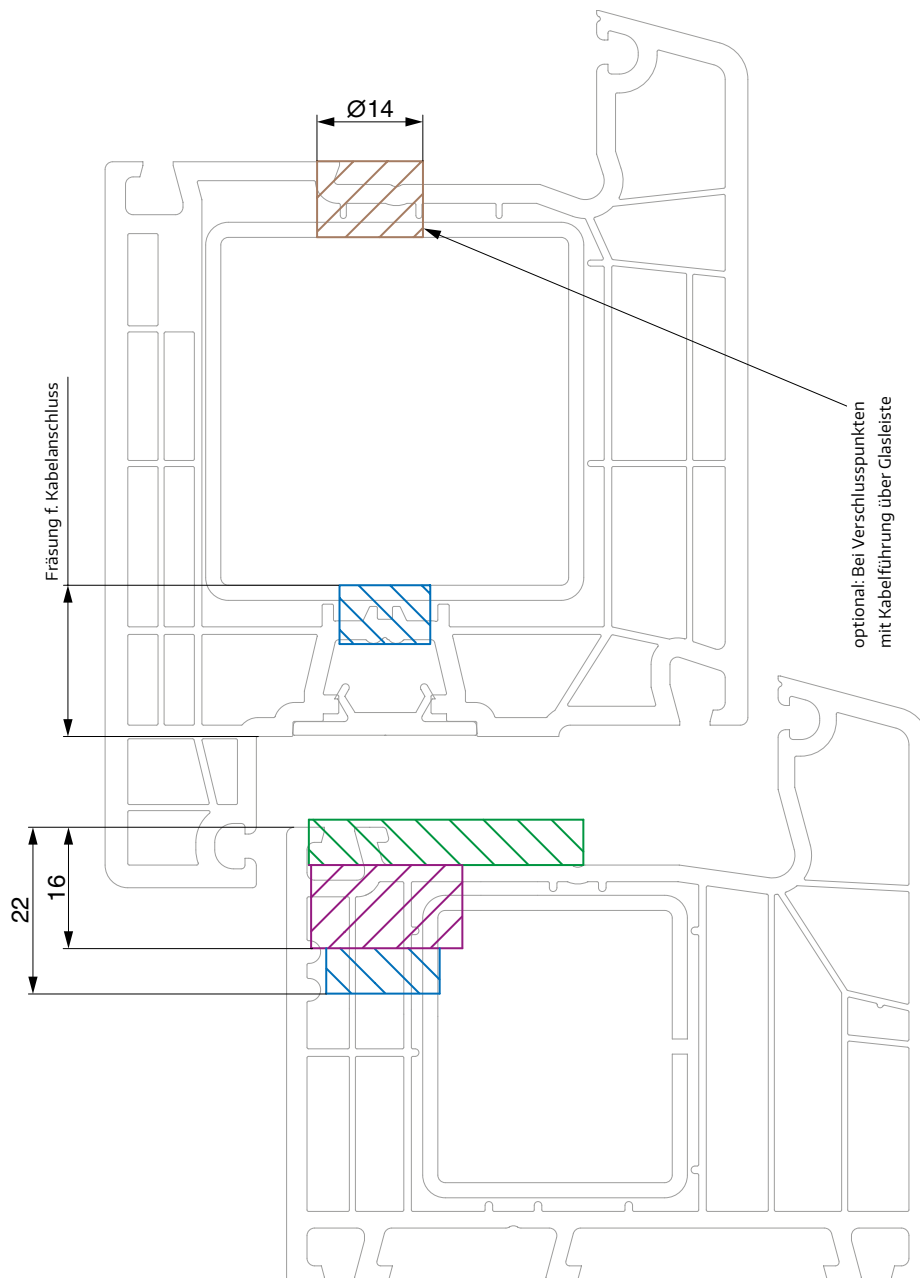 Ø14
Fräsung f. Kabelanschluss
optional: Bei Verschlusspunkten
mit Kabelführung über Glasleiste
22
16